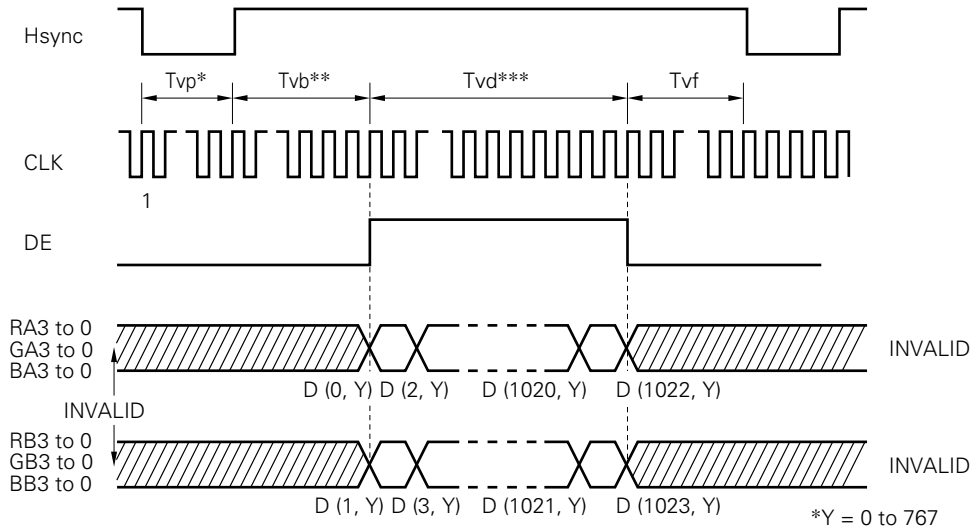 Hsync
Tvp* Tvb** Tvd*** Tvf
CLK
1
DE
RA3 to 0
GA3 to 0
BA3 to 0
INVALID
D (0, Y) D (2, Y) D (1020, Y) D (1022, Y)
INVALID
RB3 to 0
GB3 to 0
BB3 to 0
INVALID
D (1, Y) D (3, Y) D (1021, Y) D (1023, Y)
*Y = 0 to 767